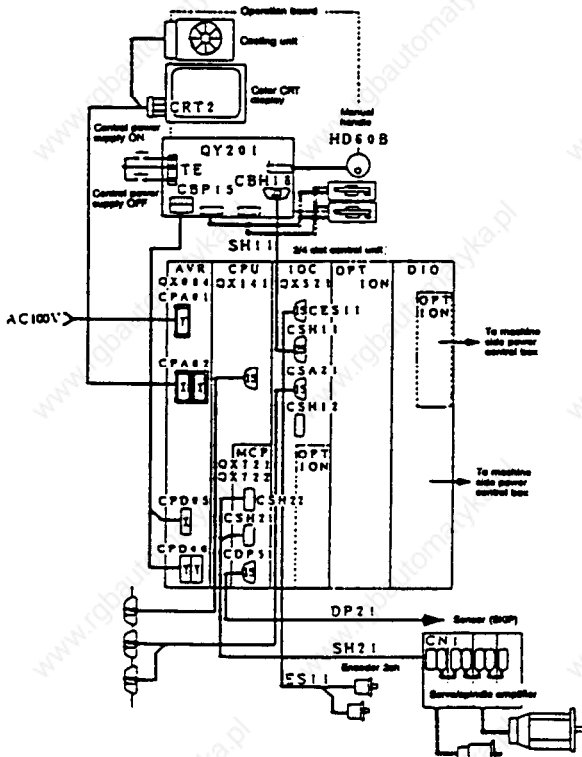 Operation board
Cooling unit
Color CRT
display
CRT2
Control power
supply ON
Manual
handle
HD60B
QY201
TE
CBH18
CBP15
Control power
supply OFF
SH11
2/4 slot control unit
AVR
CPU
IOC
OPT
ION
DIO
QX084
QX141
QX521
CPA01
CES11
CSH11
OPT
ION
AC100V
To machine
side power
control box
CPA02
CSA21
CSH12
MCP
QX722
QX722
OPT
ION
To machine
side power
control box
CSH22
CPD05
CSH21
CPD06
CDP51
DP21
Sensor (SKIP)
SH21
CN1
Encoder 2ch
ES11
Servo/spindle amplifier
www.rgbautomatyka.pl